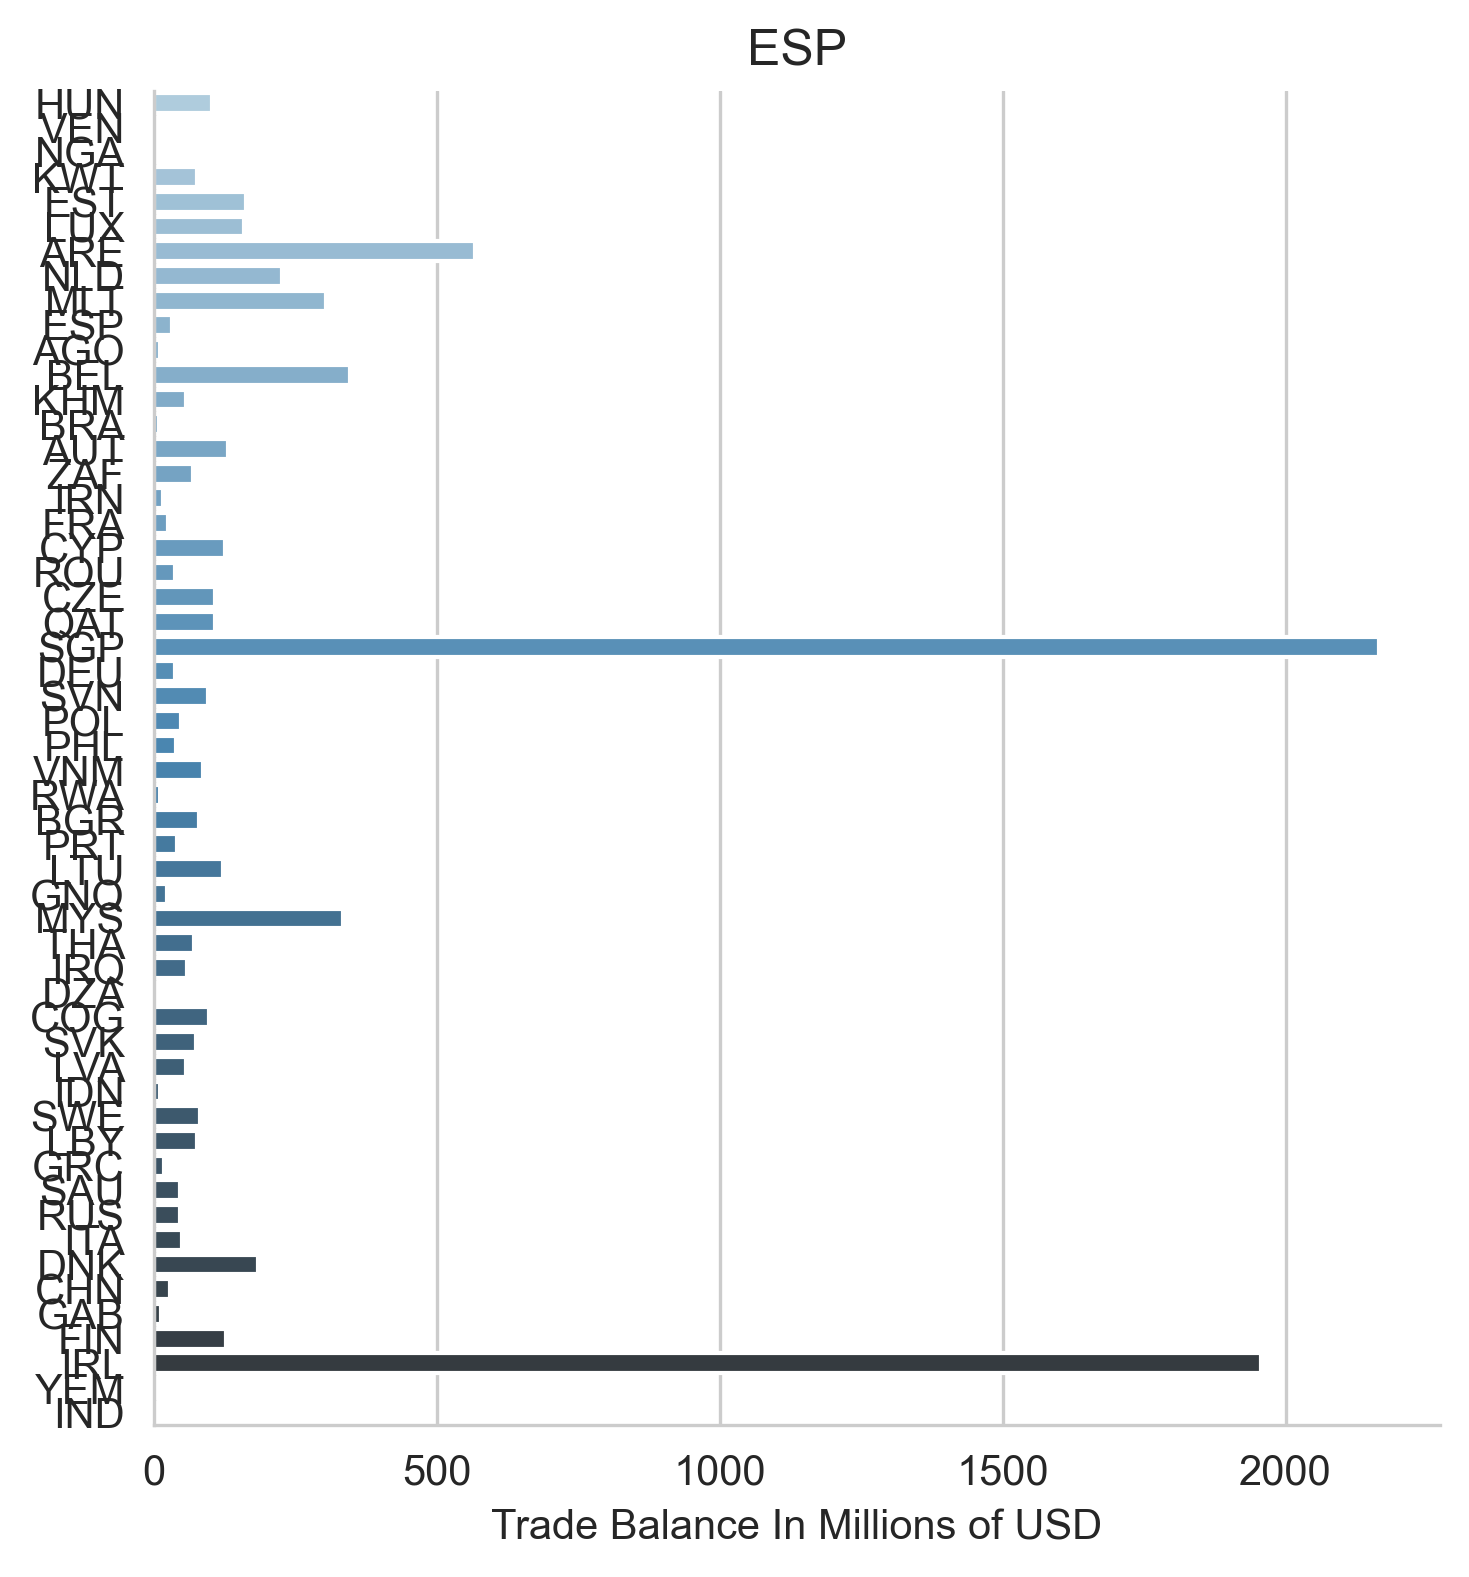 ESP
HUN
VEN
NGA
KWT
EST
LUX
ARE
NLD
MLT
ESP
AGO
BEL
KHM
BRA
AUT
ZAF
IRN
FRA
CYP
ROU
CZE
QAT
SGP
DEU
SVN
POL
PHL
VNM
RWA
BGR
PRT
LTU
GNQ
MYS
THA
IRQ
DZA
COG
SVK
LVA
IDN
SWE
LBY
GRC
SAU
RUS
ITA
DNK
CHN
GAB
FIN
IRL
YEM
IND
0 500 1000 1500 2000
Trade Balance In Millions of USD